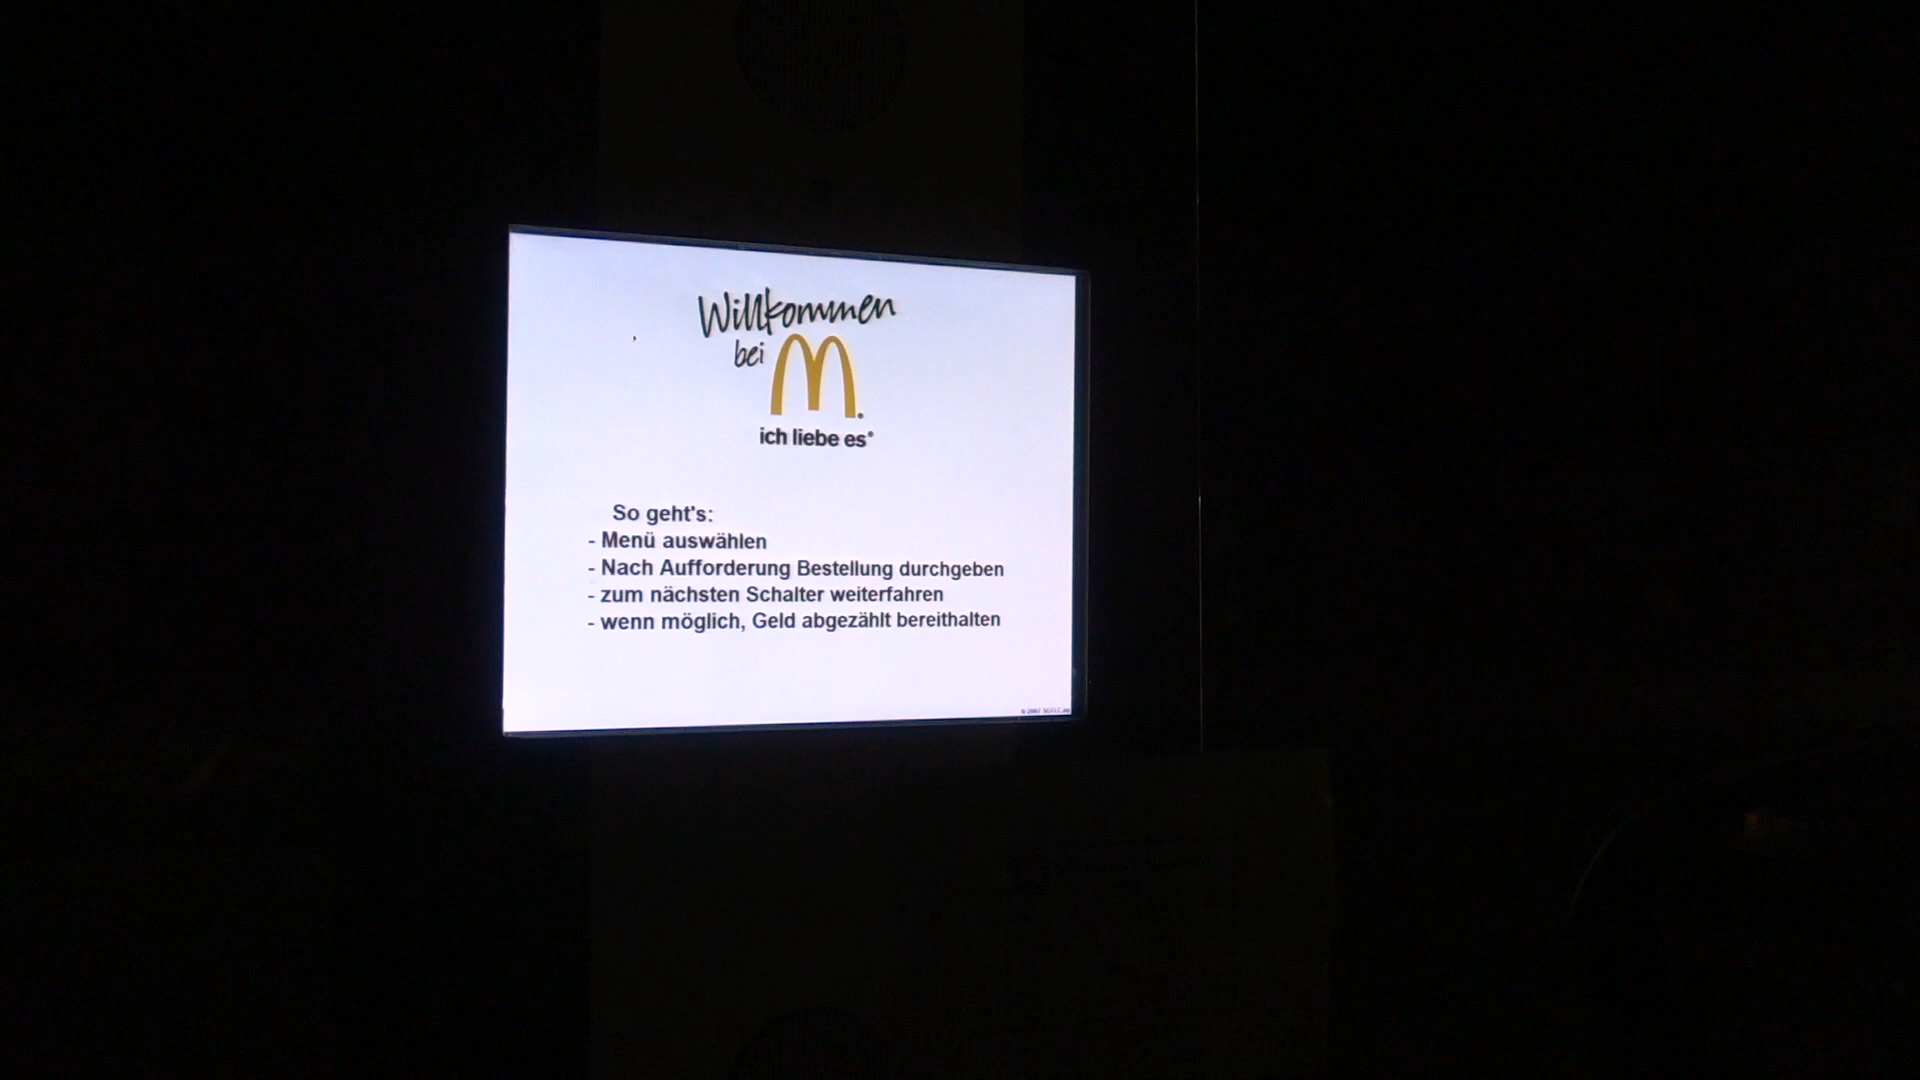 Willkommen
bei M
ich liebe es®
So geht's:
- Menü auswählen
- Nach Aufforderung Bestellung durchgeben
- zum nächsten Schalter weiterfahren
- wenn möglich, Geld abgezählt bereithalten